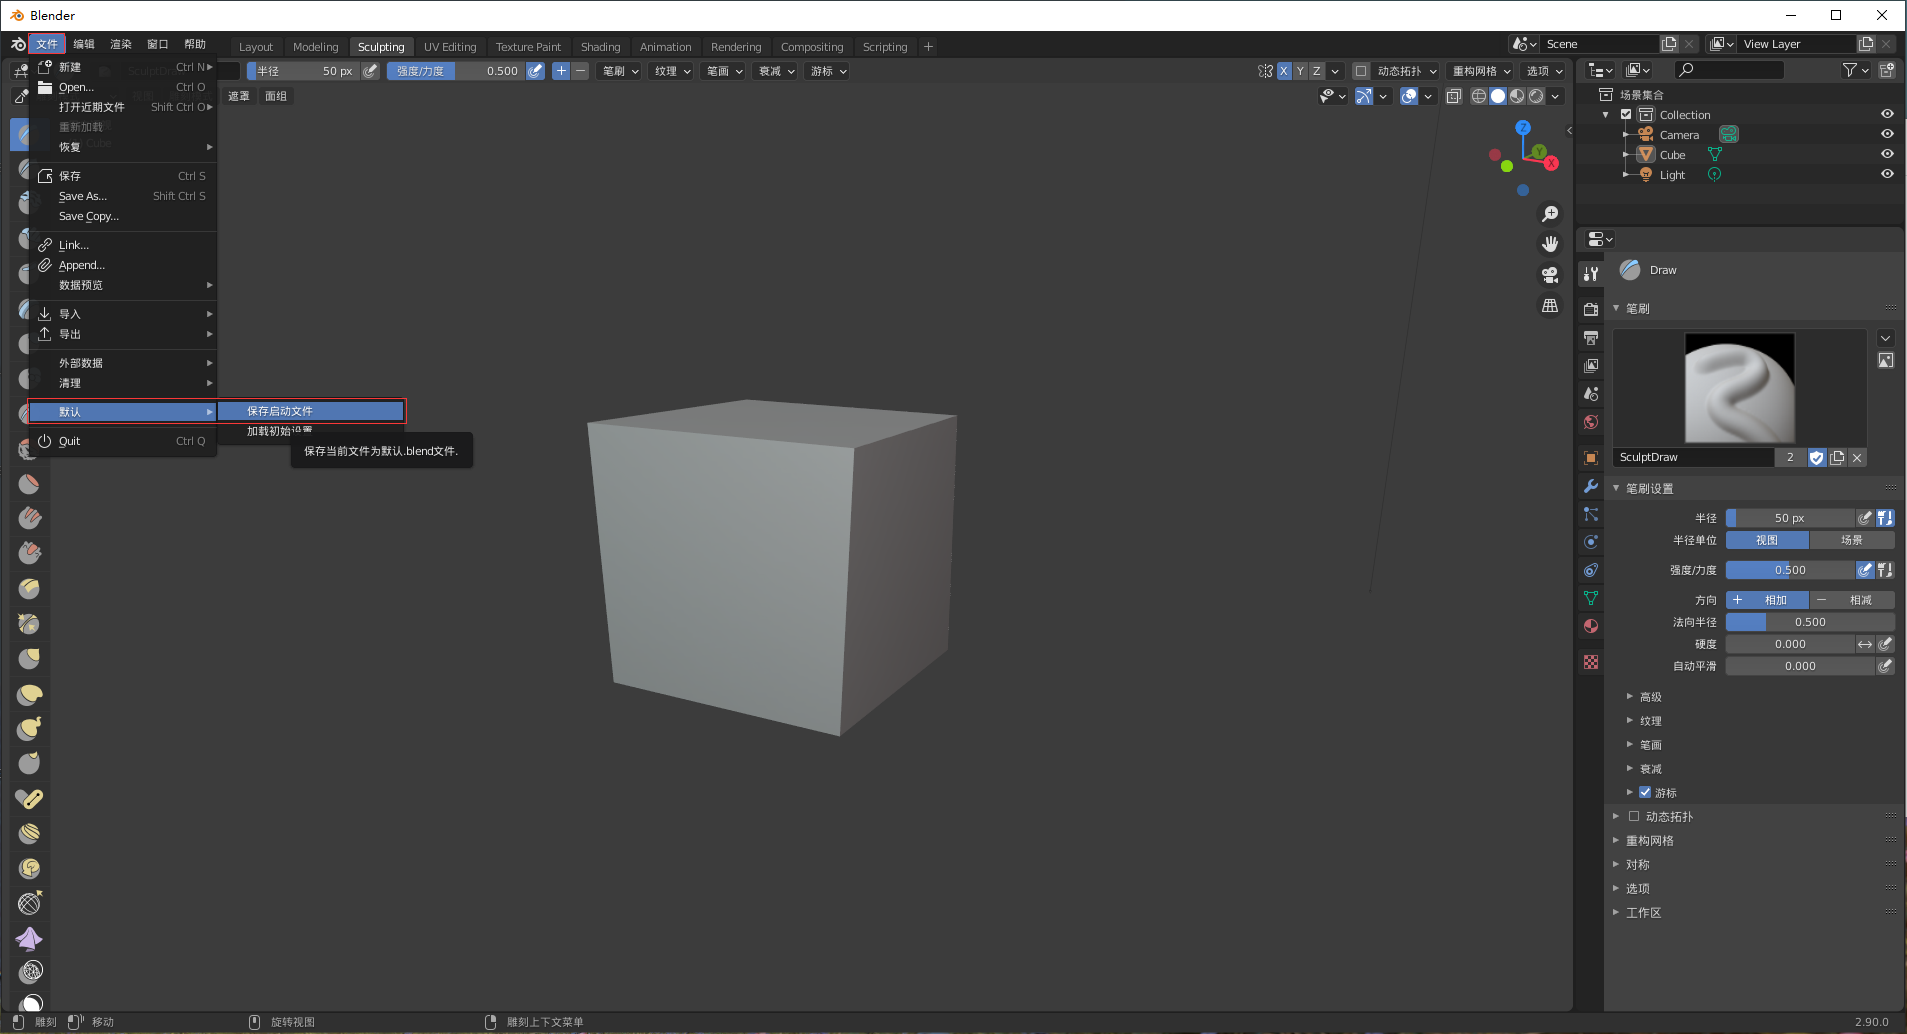 Blender
文件 编辑 渲染 窗口 帮助 Layout Modeling Sculpting UV Editing Texture Paint Shading Animation Rendering Compositing Scripting + Scene View Layer
半径 50 px 强度/力度 0.500 + − 笔刷 纹理 笔画 衰减 游标 X Y Z 动态拓扑 重构网格 选项
遮罩 面组
新建 Ctrl N
Open... Ctrl O
打开近期文件 Shift Ctrl O
重新加载
恢复
保存 Ctrl S
Save As... Shift Ctrl S
Save Copy...
Link...
Append...
数据预览
导入
导出
外部数据
清理
默认
Quit Ctrl Q
保存启动文件
加载初始设置
保存当前文件为默认.blend文件.
Z
Y
X
场景集合
Collection
Camera
Cube
Light
Draw
笔刷
SculptDraw 2
笔刷设置
半径 50 px
半径单位 视图 场景
强度/力度 0.500
方向 + 相加 − 相减
法向半径 0.500
硬度 0.000
自动平滑 0.000
高级
纹理
笔画
衰减
游标
动态拓扑
重构网格
对称
选项
工作区
雕刻 移动 旋转视图 雕刻上下文菜单 2.90.0